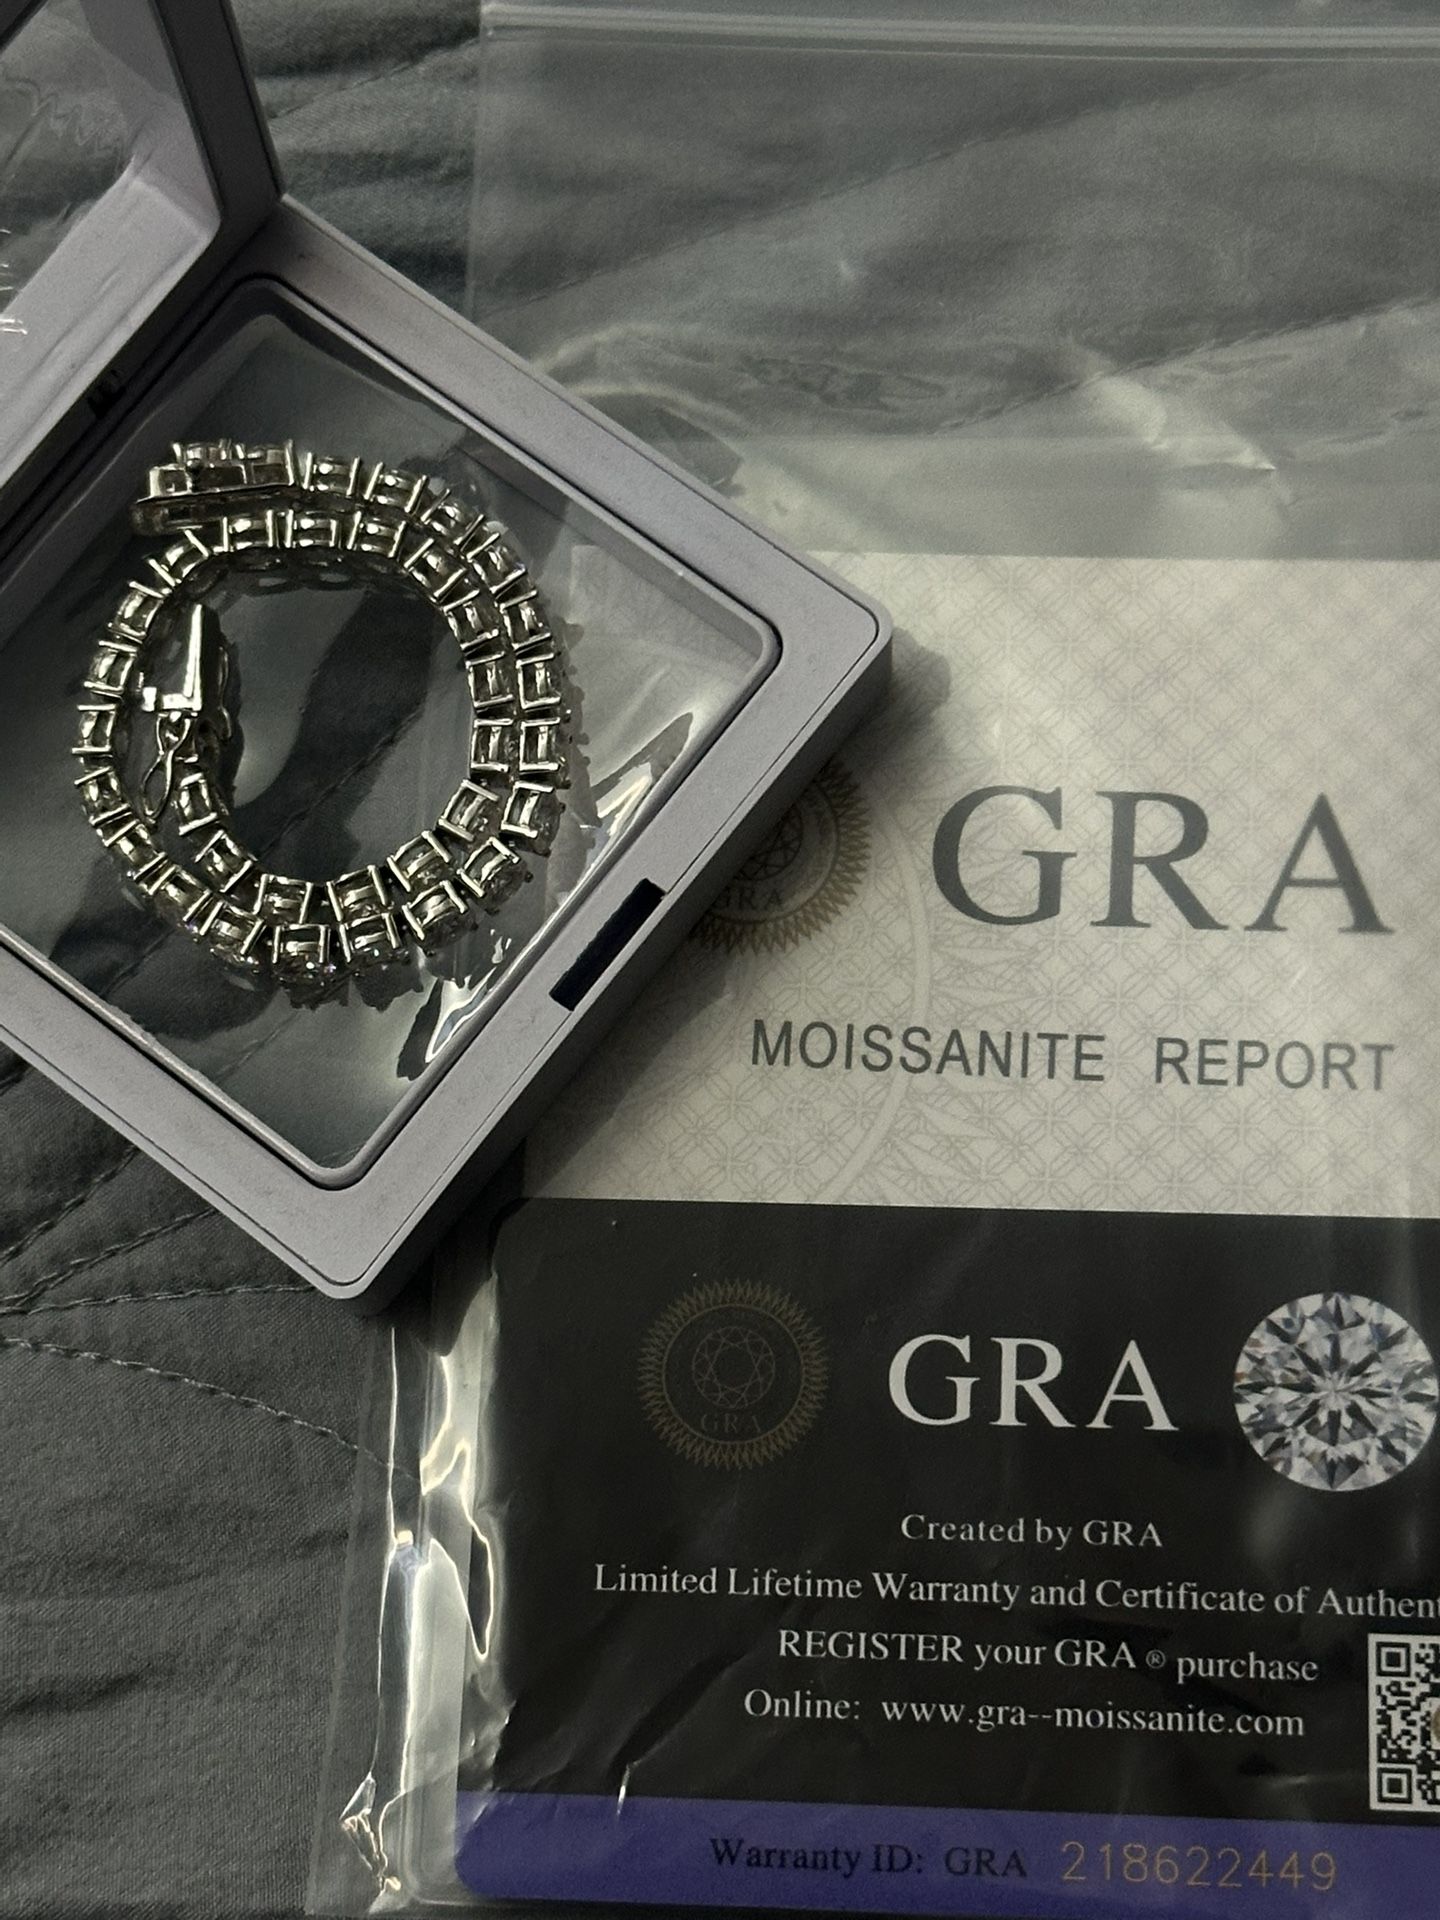 GRA
GRA
MOISSANITE REPORT
GRA
GRA
Created by GRA
Limited Lifetime Warranty and Certificate of
REGISTER your GRA ® purchase
Online: www.gra--moissanite.com
Warranty ID: GRA 218622449